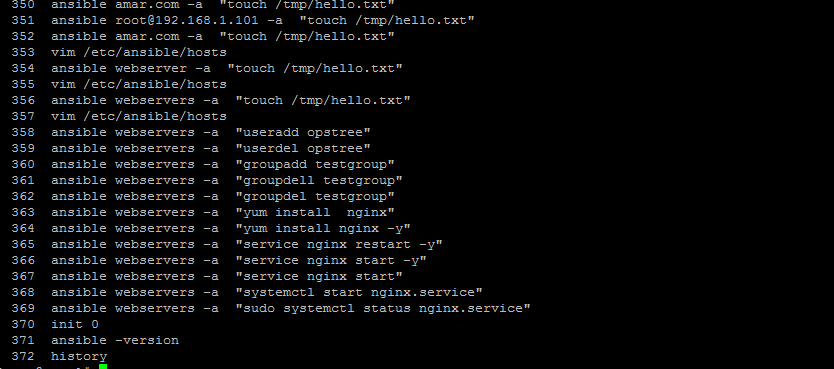 350  ansible amar.com -a  "touch /tmp/hello.txt"
351  ansible root@192.168.1.101 -a  "touch /tmp/hello.txt"
352  ansible amar.com -a  "touch /tmp/hello.txt"
353  vim /etc/ansible/hosts
354  ansible webserver -a  "touch /tmp/hello.txt"
355  vim /etc/ansible/hosts
356  ansible webservers -a  "touch /tmp/hello.txt"
357  vim /etc/ansible/hosts
358  ansible webservers -a  "useradd opstree"
359  ansible webservers -a  "userdel opstree"
360  ansible webservers -a  "groupadd testgroup"
361  ansible webservers -a  "groupdell testgroup"
362  ansible webservers -a  "groupdel testgroup"
363  ansible webservers -a  "yum install  nginx"
364  ansible webservers -a  "yum install nginx -y"
365  ansible webservers -a  "service nginx restart -y"
366  ansible webservers -a  "service nginx start -y"
367  ansible webservers -a  "service nginx start"
368  ansible webservers -a  "systemctl start nginx.service"
369  ansible webservers -a  "sudo systemctl status nginx.service"
370  init 0
371  ansible -version
372  history